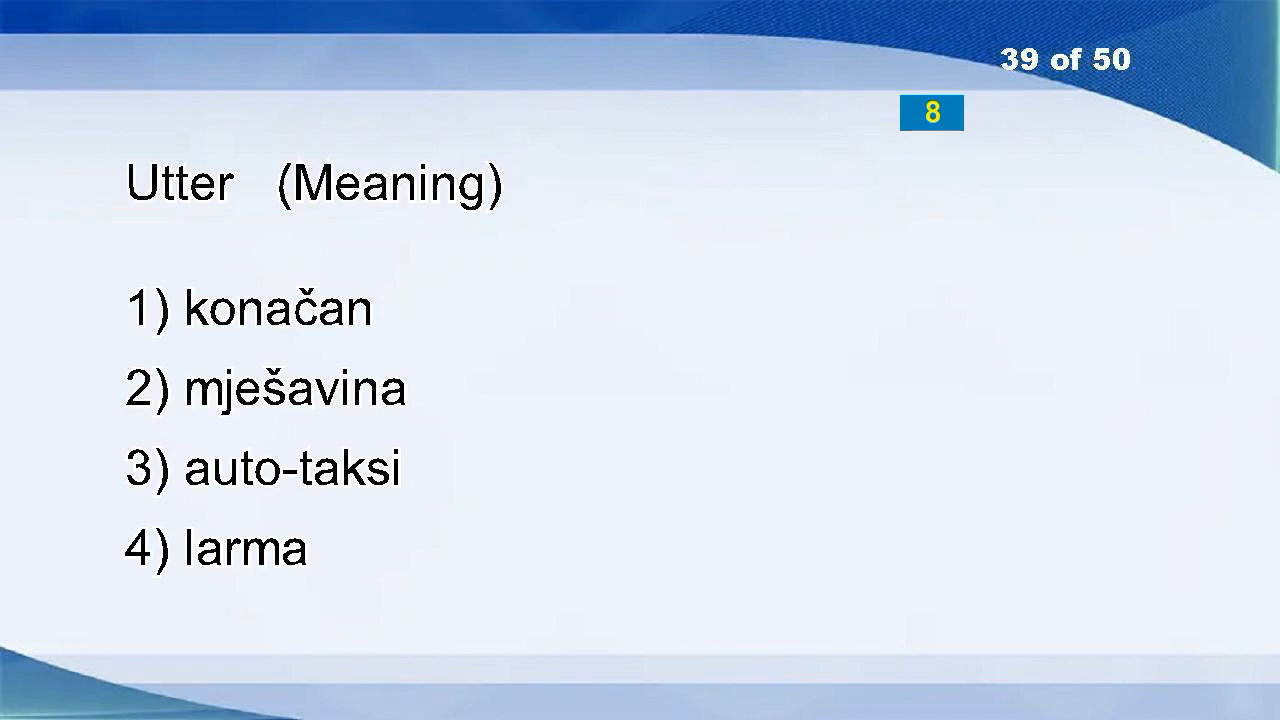 39 of 50
8
Utter (Meaning)
1) konačan
2) mješavina
3) auto-taksi
4) larma